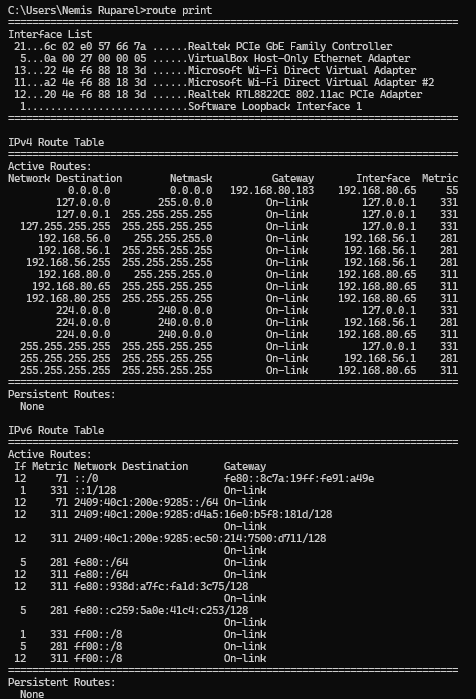 C:\Users\Nemis Ruparel>route print
===========================================================================
Interface List
 21...6c 02 e0 57 66 7a ......Realtek PCIe GbE Family Controller
  5...0a 00 27 00 00 05 ......VirtualBox Host-Only Ethernet Adapter
 13...22 4e f6 88 18 3d ......Microsoft Wi-Fi Direct Virtual Adapter
 11...a2 4e f6 88 18 3d ......Microsoft Wi-Fi Direct Virtual Adapter #2
 12...20 4e f6 88 18 3d ......Realtek RTL8822CE 802.11ac PCIe Adapter
  1...........................Software Loopback Interface 1
===========================================================================
IPv4 Route Table
===========================================================================
Active Routes:
Network Destination        Netmask          Gateway       Interface  Metric
          0.0.0.0          0.0.0.0   192.168.80.183    192.168.80.65     55
        127.0.0.0        255.0.0.0         On-link         127.0.0.1    331
        127.0.0.1  255.255.255.255         On-link         127.0.0.1    331
  127.255.255.255  255.255.255.255         On-link         127.0.0.1    331
     192.168.56.0    255.255.255.0         On-link      192.168.56.1    281
     192.168.56.1  255.255.255.255         On-link      192.168.56.1    281
   192.168.56.255  255.255.255.255         On-link      192.168.56.1    281
     192.168.80.0    255.255.255.0         On-link     192.168.80.65    311
    192.168.80.65  255.255.255.255         On-link     192.168.80.65    311
   192.168.80.255  255.255.255.255         On-link     192.168.80.65    311
        224.0.0.0        240.0.0.0         On-link         127.0.0.1    331
        224.0.0.0        240.0.0.0         On-link      192.168.56.1    281
        224.0.0.0        240.0.0.0         On-link     192.168.80.65    311
  255.255.255.255  255.255.255.255         On-link         127.0.0.1    331
  255.255.255.255  255.255.255.255         On-link      192.168.56.1    281
  255.255.255.255  255.255.255.255         On-link     192.168.80.65    311
===========================================================================
Persistent Routes:
  None
IPv6 Route Table
===========================================================================
Active Routes:
 If Metric Network Destination      Gateway
 12     71 ::/0                     fe80::8c7a:19ff:fe91:a49e
  1    331 ::1/128                  On-link
 12     71 2409:40c1:200e:9285::/64 On-link
 12    311 2409:40c1:200e:9285:d4a5:16e0:b5f8:181d/128
                                    On-link
 12    311 2409:40c1:200e:9285:ec50:214:7500:d711/128
                                    On-link
  5    281 fe80::/64                On-link
 12    311 fe80::/64                On-link
 12    311 fe80::938d:a7fc:fa1d:3c75/128
                                    On-link
  5    281 fe80::c259:5a0e:41c4:c253/128
                                    On-link
  1    331 ff00::/8                 On-link
  5    281 ff00::/8                 On-link
 12    311 ff00::/8                 On-link
===========================================================================
Persistent Routes:
  None